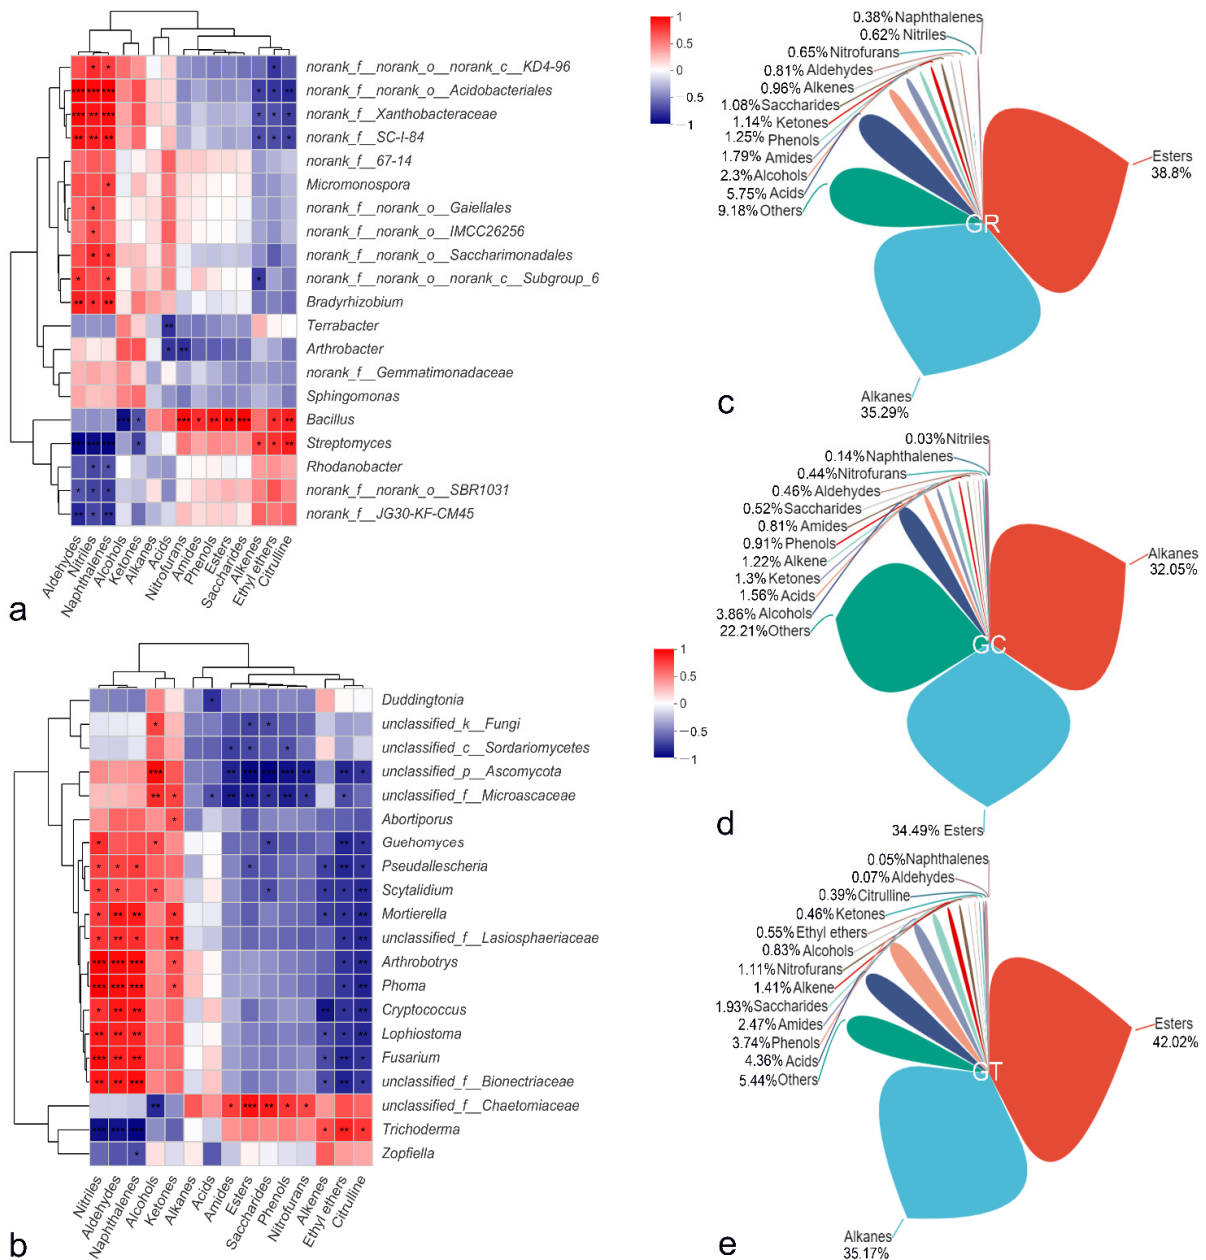 1
0.5
0
0.5
-1
norank_f__norank_o__norank_c__KD4-96
norank_f__norank_o__Acidobacteriales
norank_f__Xanthobacteraceae
norank_f__SC-I-84
norank_f__67-14
Micromonospora
norank_f__norank_o__Gaiellales
norank_f__norank_o__IMCC26256
norank_f__norank_o__Saccharimonadales
norank_f__norank_o__norank_c__Subgroup_6
Bradyrhizobium
Terrabacter
Arthrobacter
norank_f__Gemmatimonadaceae
Sphingomonas
Bacillus
Streptomyces
Rhodanobacter
norank_f__norank_o__SBR1031
norank_f__JG30-KF-CM45
Aldehydes
Nitriles
Naphthalenes
Alcohols
Ketones
Alkanes
Acids
Nitrofurans
Amides
Phenols
Esters
Saccharides
Alkenes
Ethyl ethers
Citrulline
a
0.38% Naphthalenes
0.62% Nitriles
0.65% Nitrofurans
0.81% Aldehydes
0.96% Alkenes
1.08% Saccharides
1.14% Ketones
1.25% Phenols
1.79% Amides
2.3% Alcohols
5.75% Acids
9.18% Others
Esters
38.8%
GR
Alkanes
35.29%
c
0.03% Nitriles
0.14% Naphthalenes
0.44% Nitrofurans
0.46% Aldehydes
0.52% Saccharides
0.81% Amides
0.91% Phenols
1.22% Alkene
1.3% Ketones
1.56% Acids
3.86% Alcohols
22.21% Others
Alkanes
32.05%
GC
34.49% Esters
d
1
0.5
0
-0.5
-1
Duddingtonia
unclassified_k__Fungi
unclassified_c__Sordariomycetes
unclassified_p__Ascomycota
unclassified_f__Microascaceae
Abortiporus
Guehomyces
Pseudallescheria
Scytalidium
Mortierella
unclassified_f__Lasiosphaeriaceae
Arthrobotrys
Phoma
Cryptococcus
Lophiostoma
Fusarium
unclassified_f__Bionectriaceae
unclassified_f__Chaetomiaceae
Trichoderma
Zopfiella
Nitriles
Aldehydes
Naphthalenes
Alcohols
Ketones
Alkanes
Acids
Amides
Esters
Saccharides
Phenols
Nitrofurans
Alkenes
Ethyl ethers
Citrulline
b
0.05% Naphthalenes
0.07% Aldehydes
0.39% Citrulline
0.46% Ketones
0.55% Ethyl ethers
0.83% Alcohols
1.11% Nitrofurans
1.41% Alkene
1.93% Saccharides
2.47% Amides
3.74% Phenols
4.36% Acids
5.44% Others
Esters
42.02%
GT
Alkanes
35.17%
e